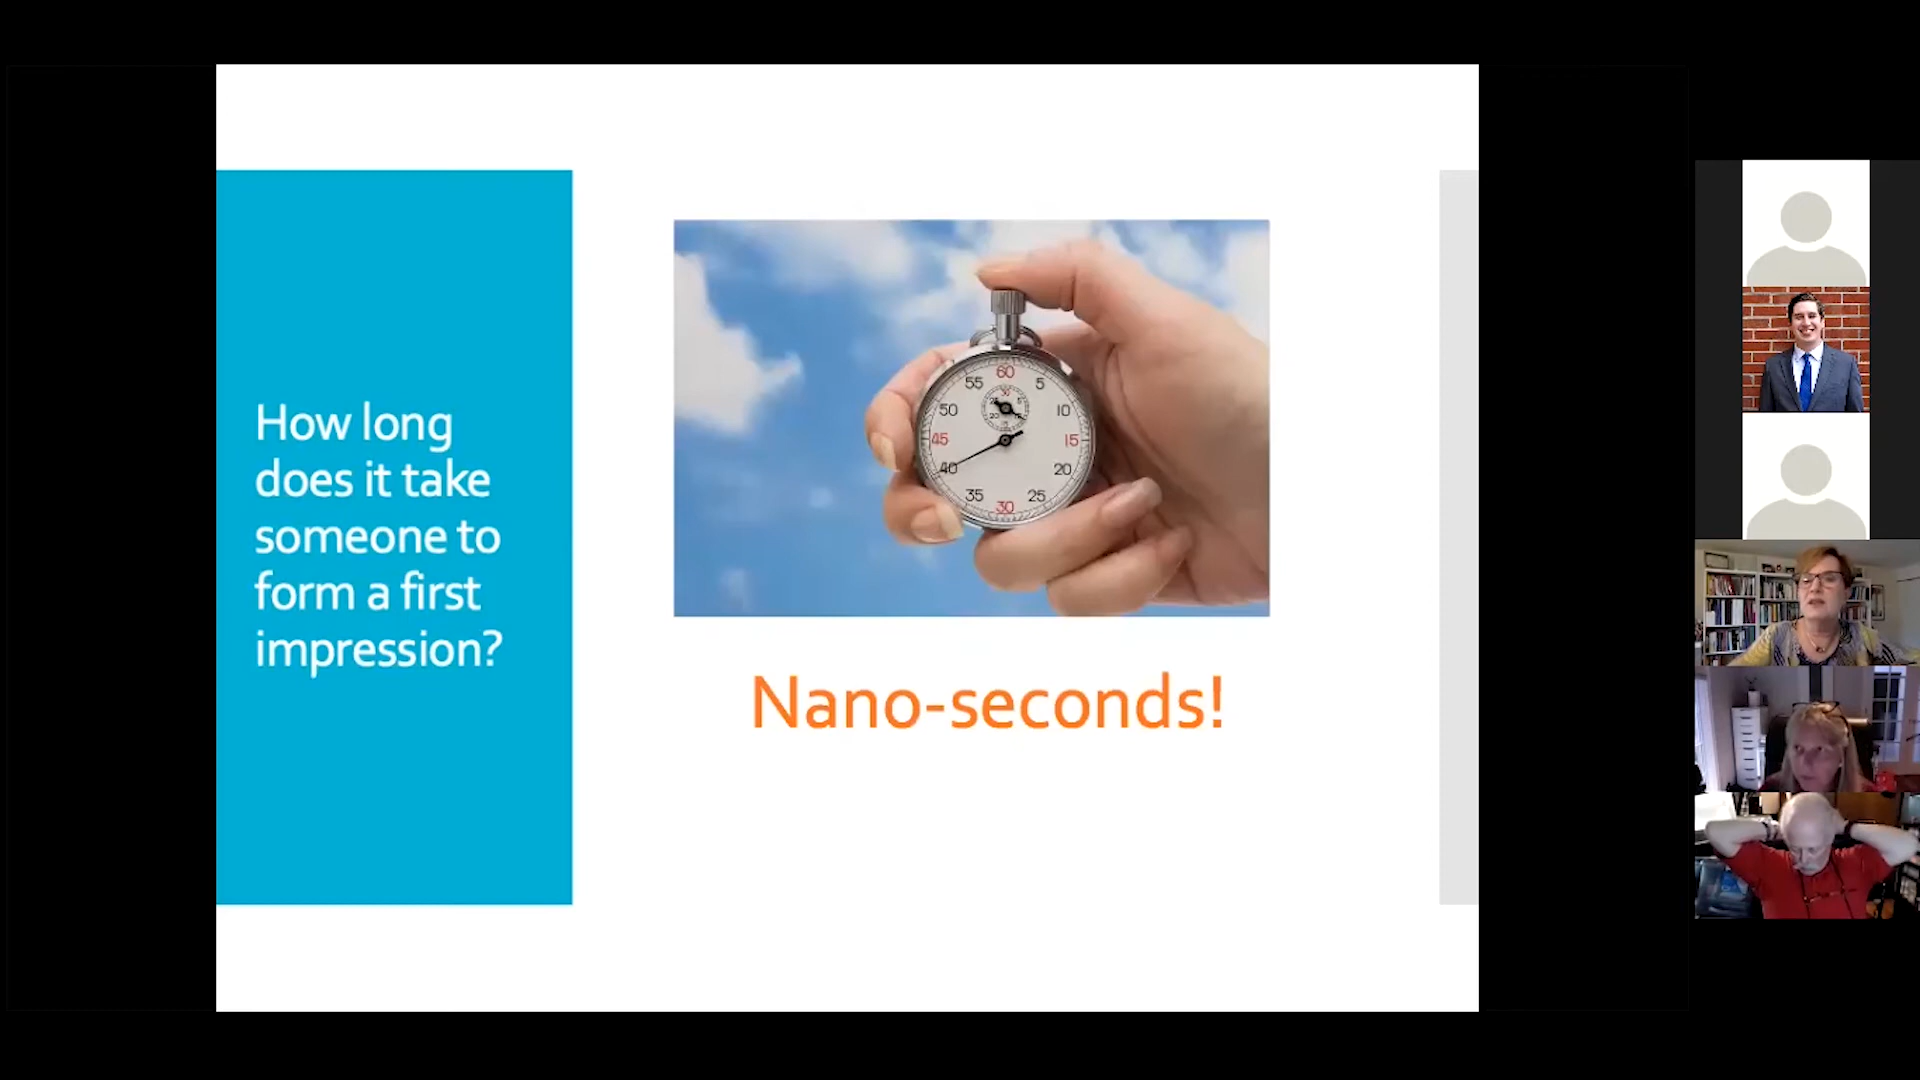 How long
does it take
someone to
form a first
impression?
60
55
5
50
10
45
15
40
20
35
25
30
Nano-seconds!